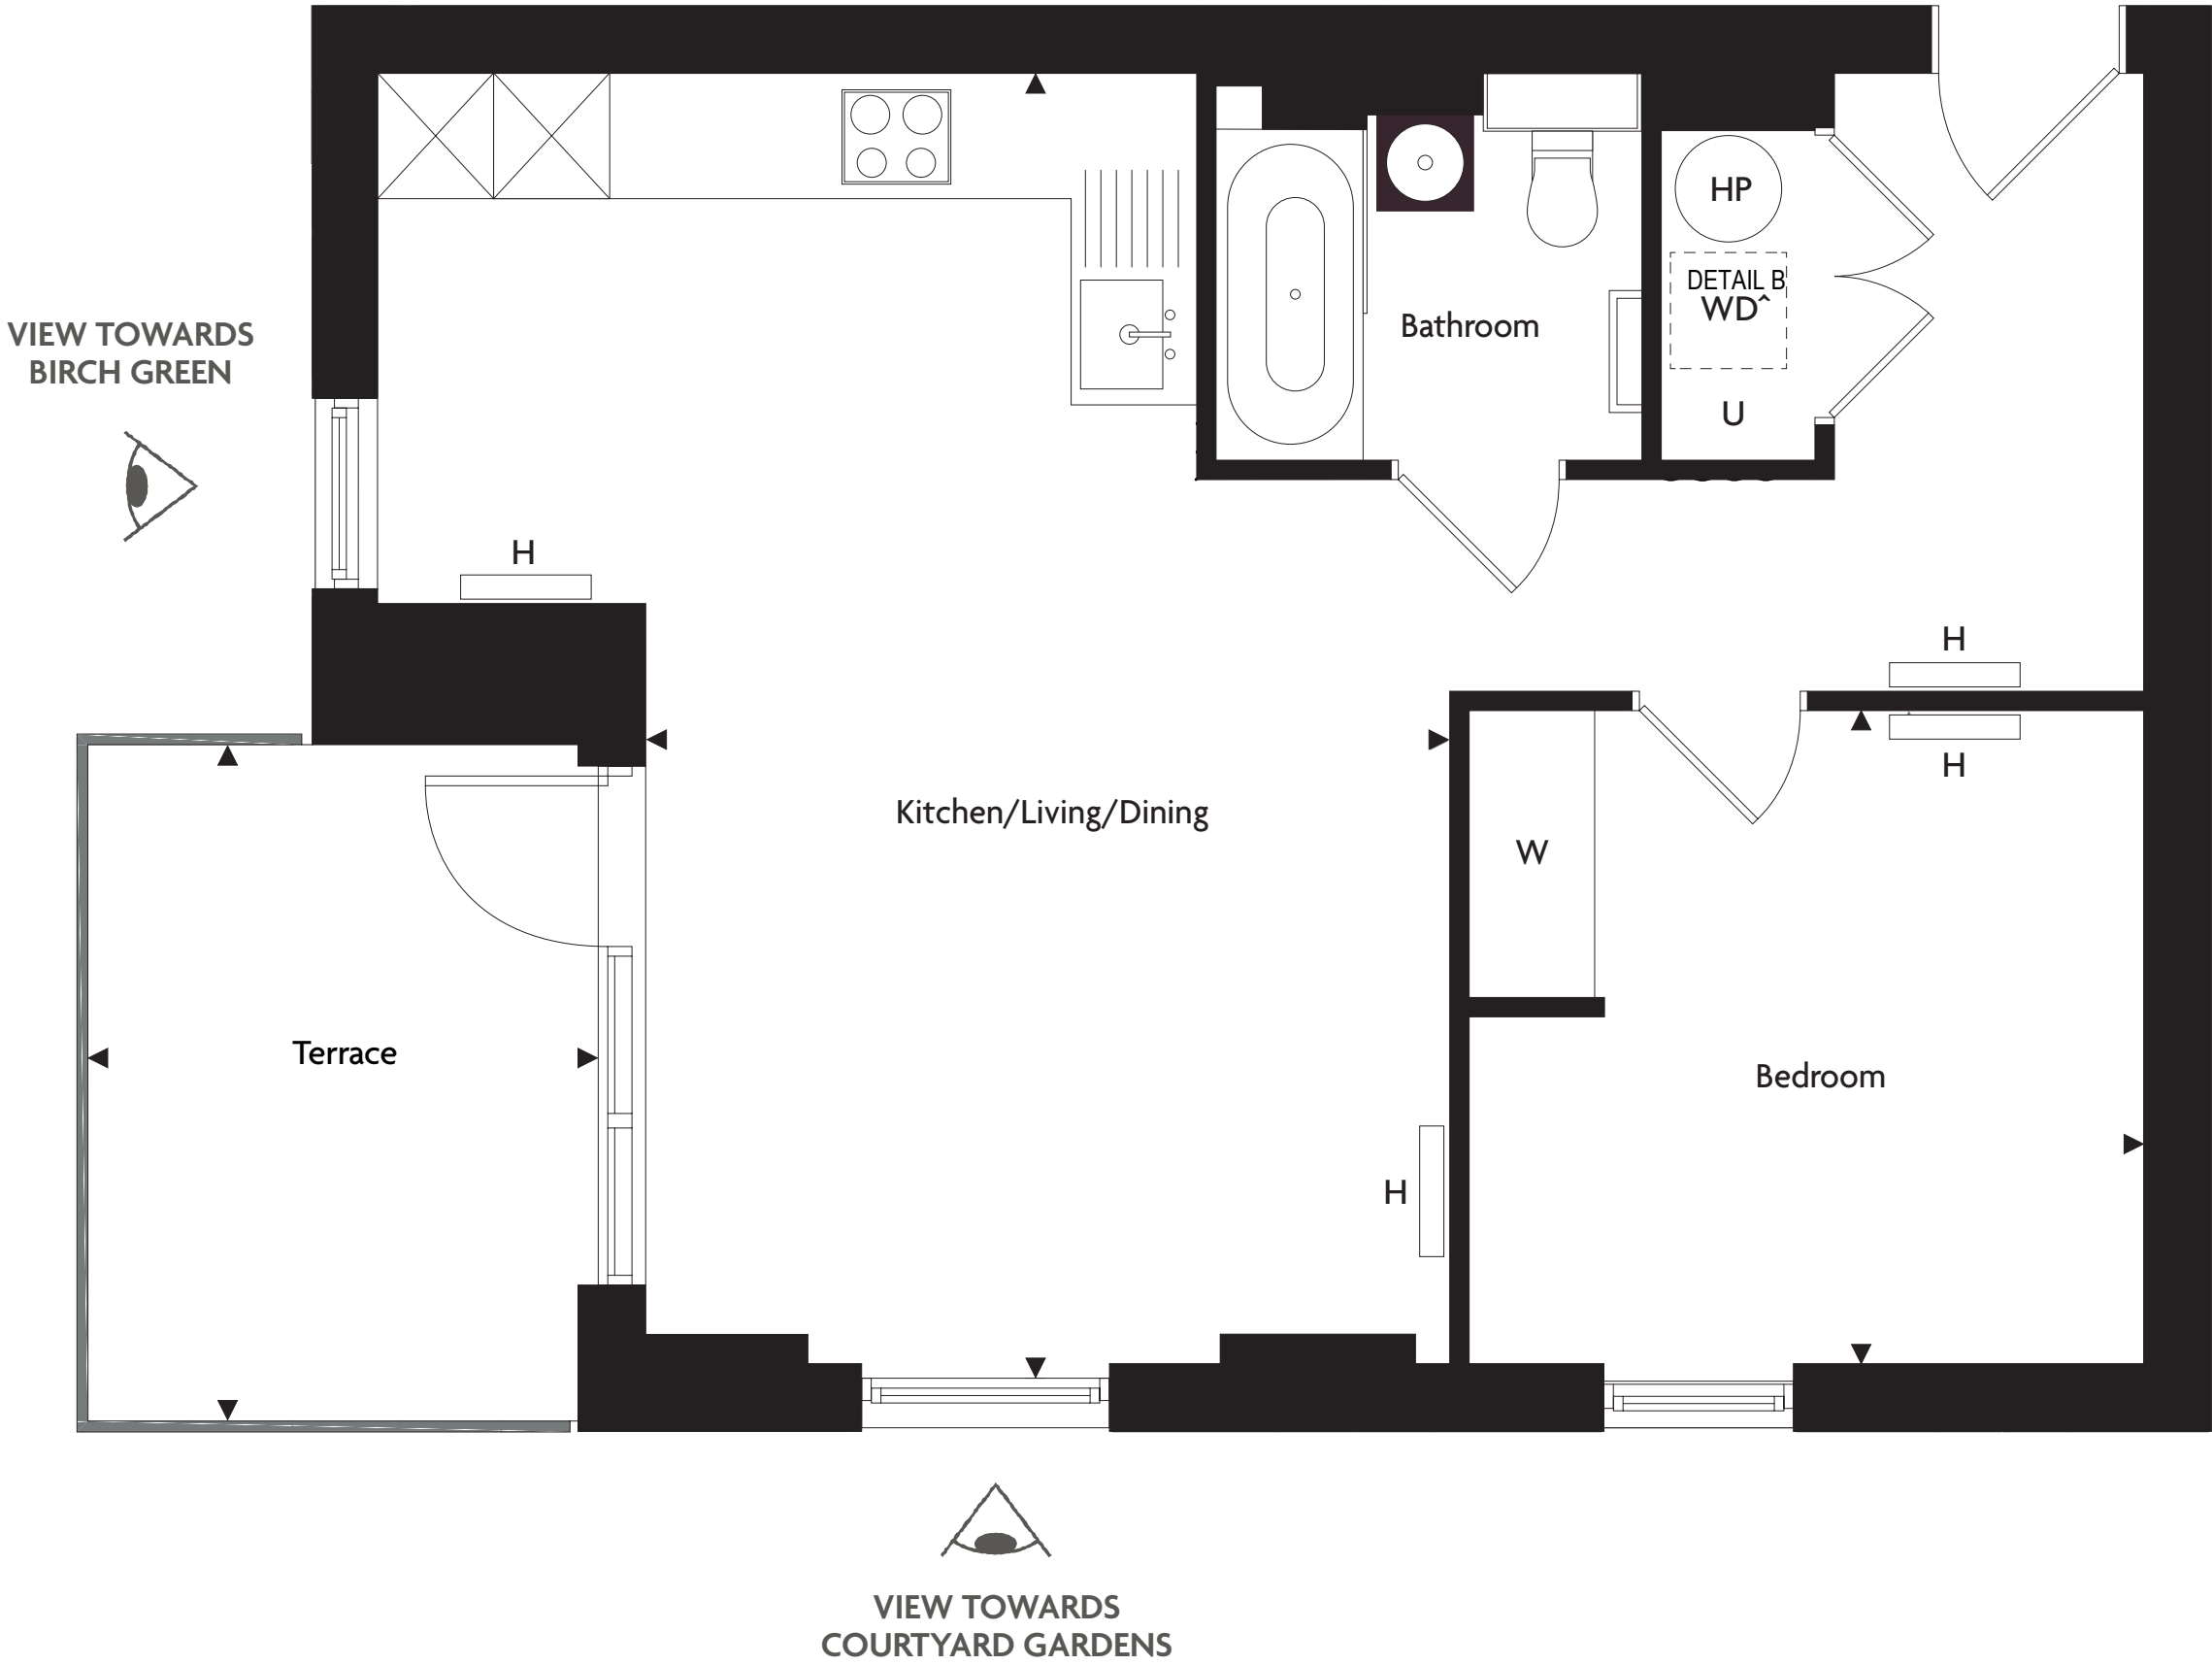 HP
DETAIL B
WD^
U
VIEW TOWARDS
BIRCH GREEN
Bathroom
H
H
H
Kitchen/Living/Dining
W
Terrace
Bedroom
H
VIEW TOWARDS
COURTYARD GARDENS